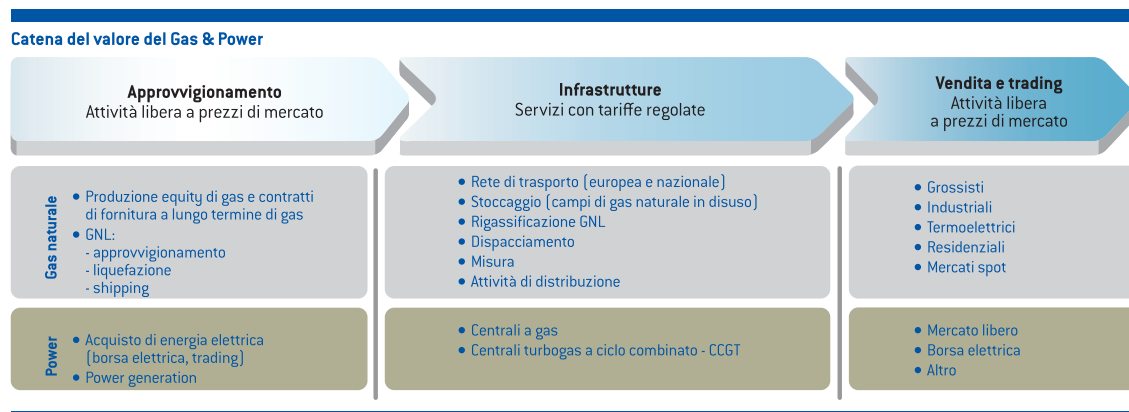 Catena del valore del Gas & Power
Approvvigionamento
Attività libera a prezzi di mercato
Infrastrutture
Servizi con tariffe regolate
Vendita e trading
Attività libera
a prezzi di mercato
Gas naturale
• Produzione equity di gas e contratti
di fornitura a lungo termine di gas
• GNL:
- approvvigionamento
- liquefazione
- shipping
• Rete di trasporto (europea e nazionale)
• Stoccaggio (campi di gas naturale in disuso)
• Rigassificazione GNL
• Dispacciamento
• Misura
• Attività di distribuzione
• Grossisti
• Industriali
• Termoelettrici
• Residenziali
• Mercati spot
Power
• Acquisto di energia elettrica
(borsa elettrica, trading)
• Power generation
• Centrali a gas
• Centrali turbogas a ciclo combinato - CCGT
• Mercato libero
• Borsa elettrica
• Altro